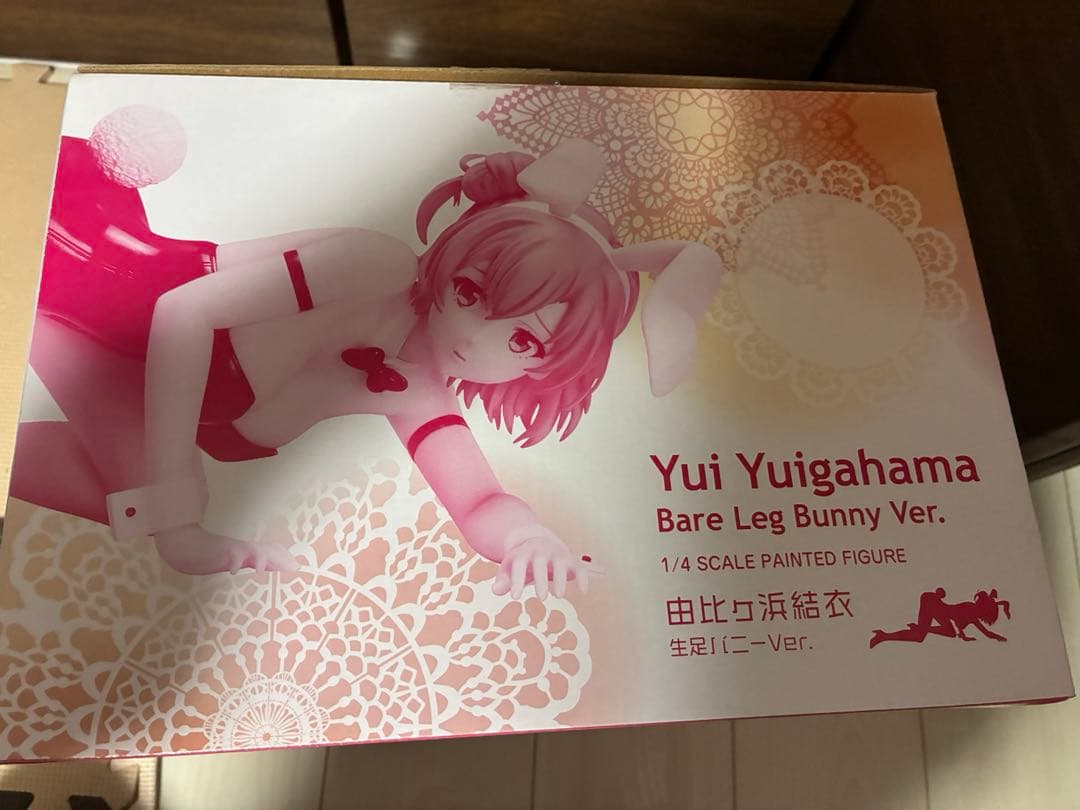 Yui Yuigahama
Bare Leg Bunny Ver.
1/4 SCALE PAINTED FIGURE
由比ヶ浜結衣
生足バニーVer.